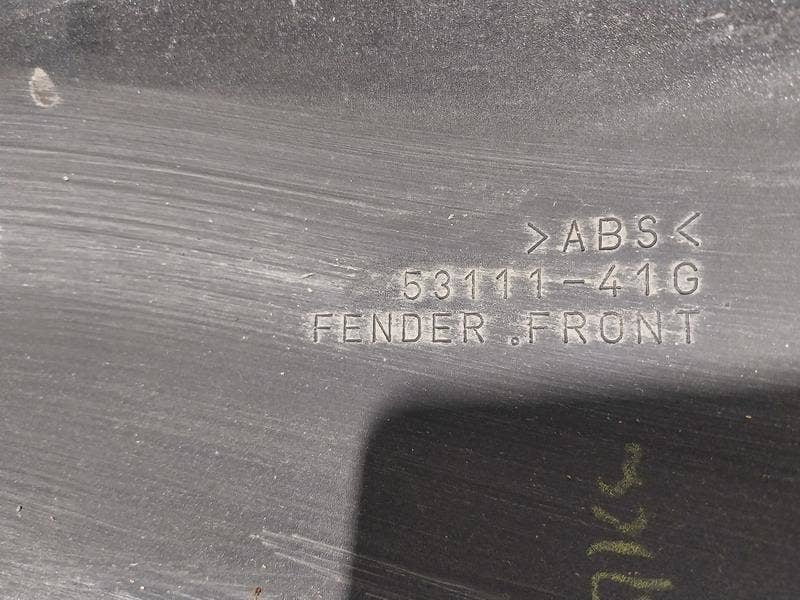 >ABS<
53111-41G
FENDER .FRONT